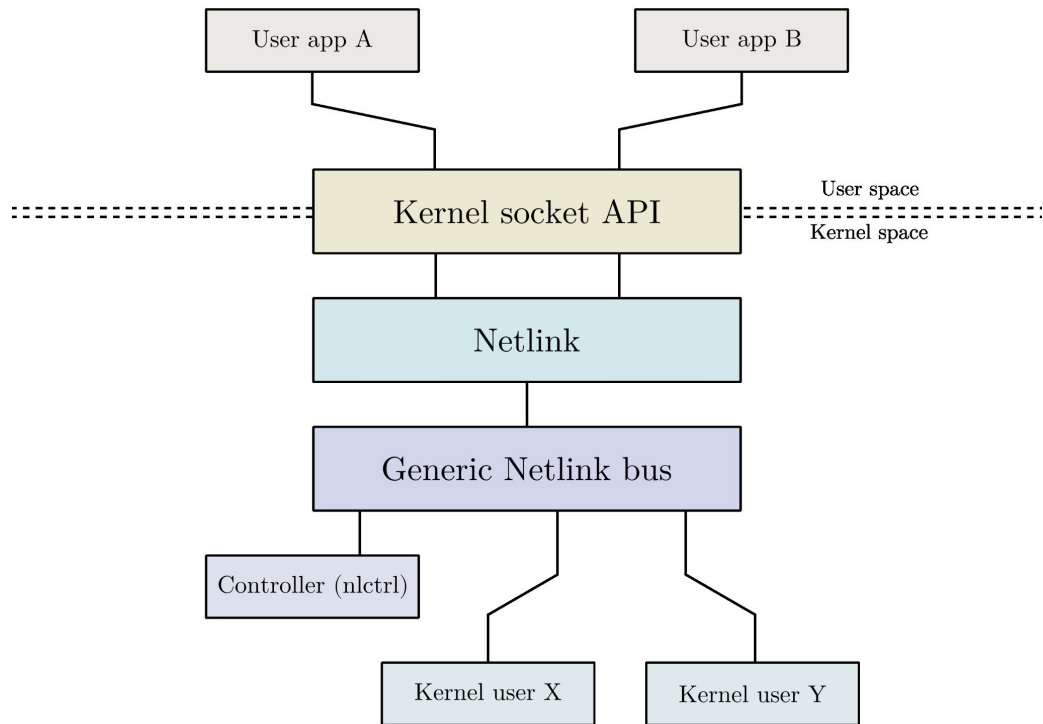 User app A
User app B
User space
Kernel socket API
Kernel space
Netlink
Generic Netlink bus
Controller (nlctrl)
Kernel user X
Kernel user Y